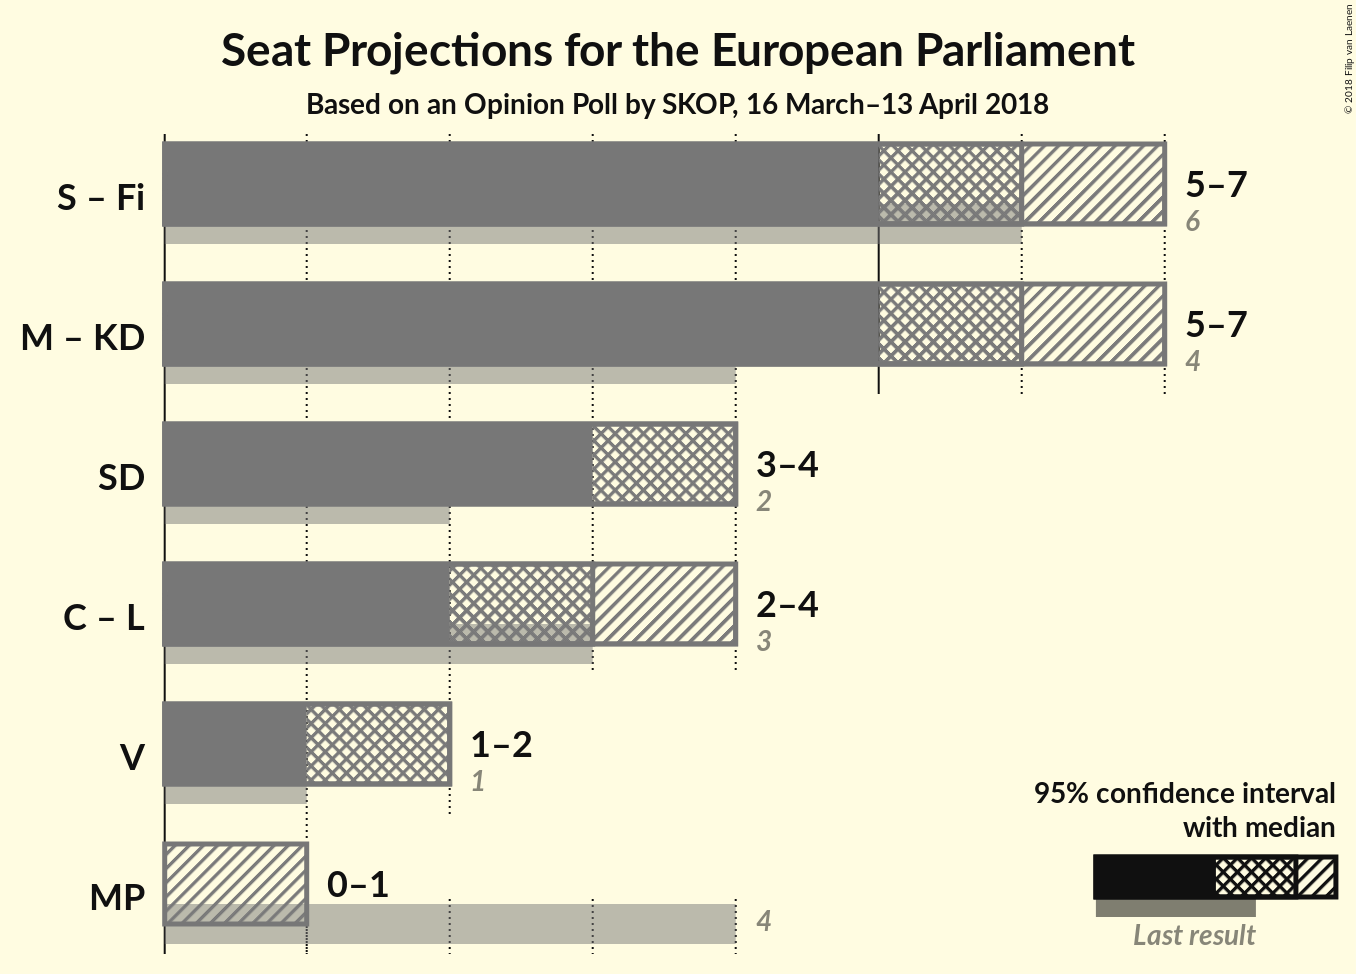 Seat Projections for the European Parliament
Based on an Opinion Poll by SKOP, 16 March–13 April 2018
© 2018 Filip van Laenen
S – Fi
5–7
6
M – KD
5–7
4
SD
3–4
2
C – L
2–4
3
V
1–2
1
MP
0–1
4
95% confidence interval
with median
Last result